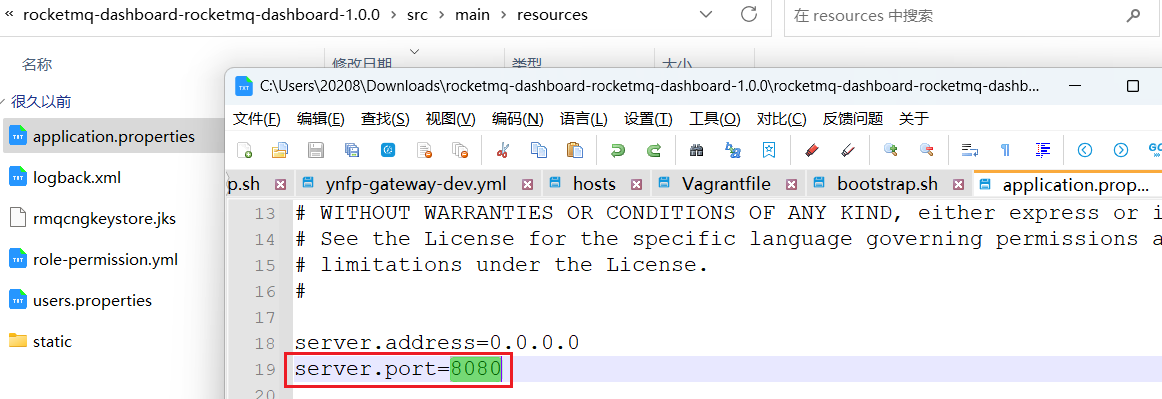 « rocketmq-dashboard-rocketmq-dashboard-1.0.0 › src › main › resources
在 resources 中搜索
名称 修改日期 类型 大小
很久以前
application.properties
logback.xml
rmqcngkeystore.jks
role-permission.yml
users.properties
static
C:\Users\20208\Downloads\rocketmq-dashboard-rocketmq-dashboard-1.0.0\rocketmq-dashboard-rocketmq-dashb...
文件(F) 编辑(E) 查找(S) 视图(V) 编码(N) 语言(L) 设置(T) 工具(O) 对比(C) 反馈问题 关于
p.sh ynfp-gateway-dev.yml hosts Vagrantfile bootstrap.sh application.prop...
13 # WITHOUT WARRANTIES OR CONDITIONS OF ANY KIND, either express or i
14 # See the License for the specific language governing permissions a
15 # limitations under the License.
16 #
17
18 server.address=0.0.0.0
19 server.port=8080
20